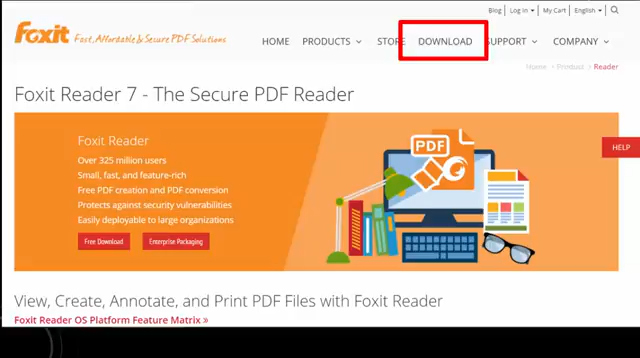 Blog Log in My Cart English
Foxit Fast, Affordable & Secure PDF Solutions
HOME PRODUCTS STORE DOWNLOAD SUPPORT COMPANY
Home > Product > Reader
Foxit Reader 7 - The Secure PDF Reader
Foxit Reader
Over 325 million users
Small, fast, and feature-rich
Free PDF creation and PDF conversion
Protects against security vulnerabilities
Easily deployable to large organizations
Free Download Enterprise Packaging
PDF
HELP
View, Create, Annotate, and Print PDF Files with Foxit Reader
Foxit Reader OS Platform Feature Matrix »